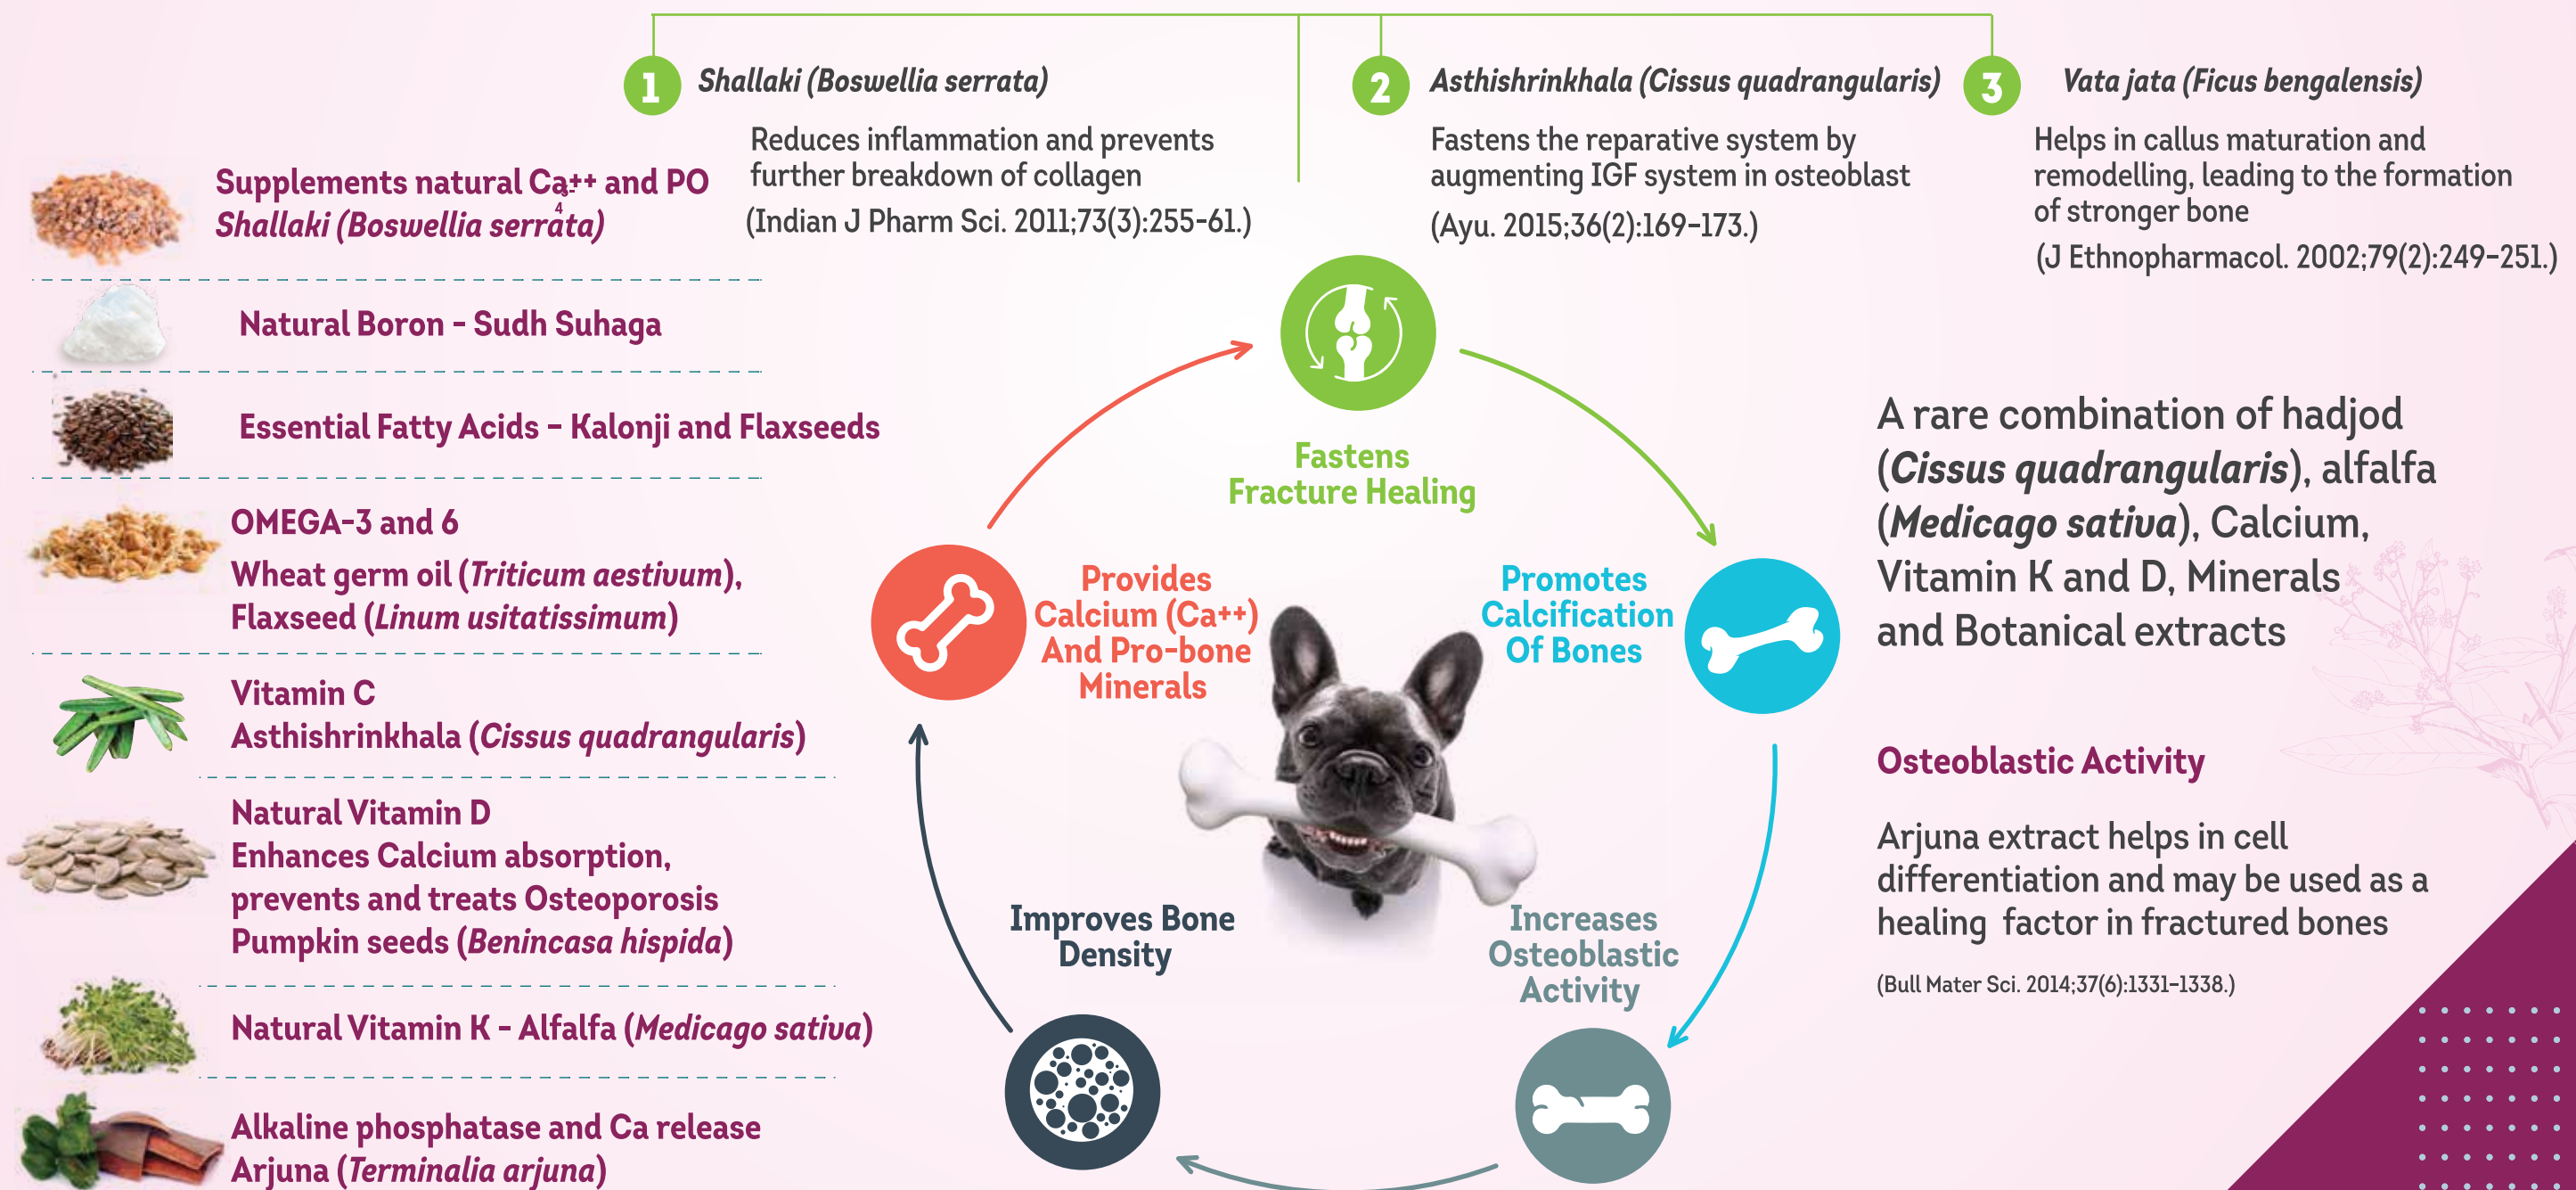 1
Shallaki (Boswellia serrata)
Reduces inflammation and prevents
further breakdown of collagen
(Indian J Pharm Sci. 2011;73(3):255-61.)
2
Asthishrinkhala (Cissus quadrangularis)
Fastens the reparative system by
augmenting IGF system in osteoblast
(Ayu. 2015;36(2):169-173.)
3
Vata jata (Ficus bengalensis)
Helps in callus maturation and
remodelling, leading to the formation
of stronger bone
(J Ethnopharmacol. 2002;79(2):249-251.)
Supplements natural Ca++ and PO
3-
4
Shallaki (Boswellia serrata)
Natural Boron - Sudh Suhaga
Essential Fatty Acids - Kalonji and Flaxseeds
OMEGA-3 and 6
Wheat germ oil (Triticum aestivum),
Flaxseed (Linum usitatissimum)
Vitamin C
Asthishrinkhala (Cissus quadrangularis)
Natural Vitamin D
Enhances Calcium absorption,
prevents and treats Osteoporosis
Pumpkin seeds (Benincasa hispida)
Natural Vitamin K - Alfalfa (Medicago sativa)
Alkaline phosphatase and Ca release
Arjuna (Terminalia arjuna)
Fastens
Fracture Healing
Promotes
Calcification
Of Bones
Increases
Osteoblastic
Activity
Improves Bone
Density
Provides
Calcium (Ca++)
And Pro-bone
Minerals
A rare combination of hadjod
(Cissus quadrangularis), alfalfa
(Medicago sativa), Calcium,
Vitamin K and D, Minerals
and Botanical extracts
Osteoblastic Activity
Arjuna extract helps in cell
differentiation and may be used as a
healing factor in fractured bones
(Bull Mater Sci. 2014;37(6):1331-1338.)